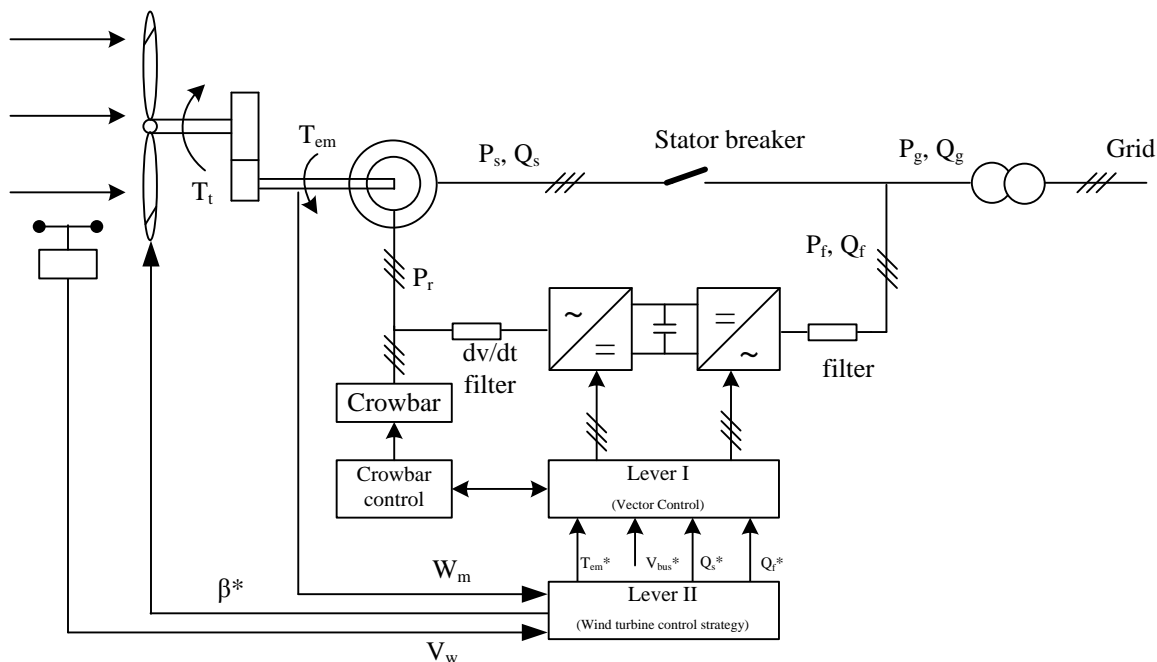 Stator breaker
T_em
P_s, Q_s
P_g, Q_g
Grid
T_t
P_f, Q_f
P_r
~
=
=
~
dv/dt
filter
filter
Crowbar
Crowbar
control
Lever I
(Vector Control)
T_em*
V_bus*
Q_s*
Q_f*
W_m
β*
Lever II
(Wind turbine control strategy)
V_w